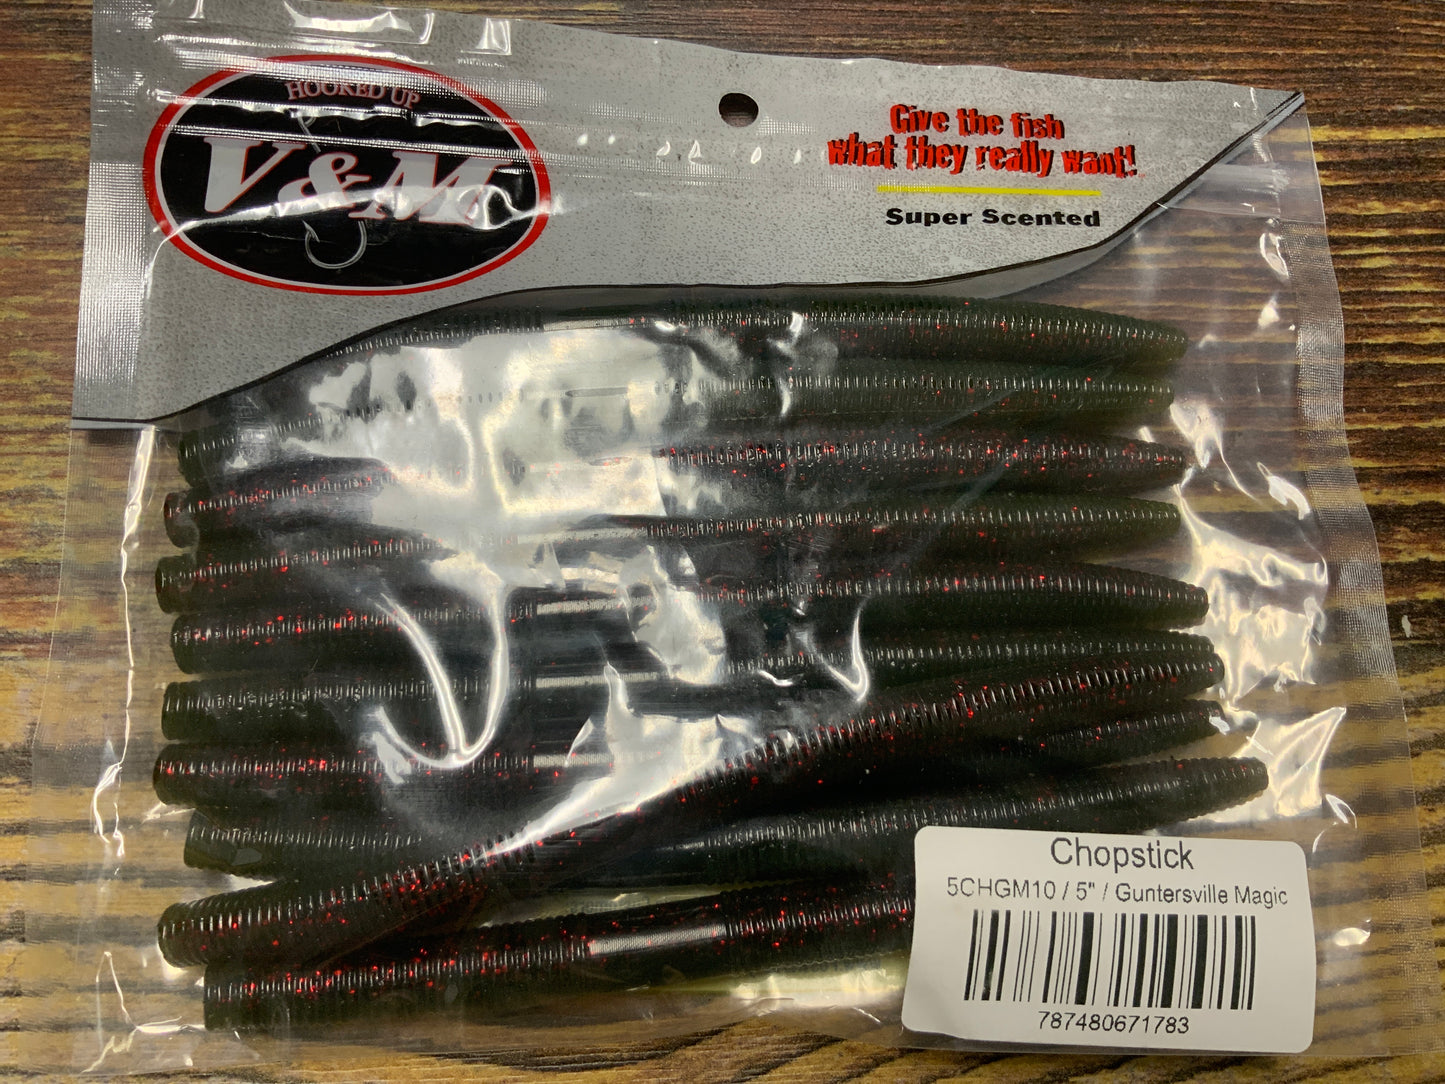 HOOKED UP
V&M
Give the fish
what they really want!
Super Scented
Chopstick
5CHGM10 / 5" / Guntersville Magic
787480671783